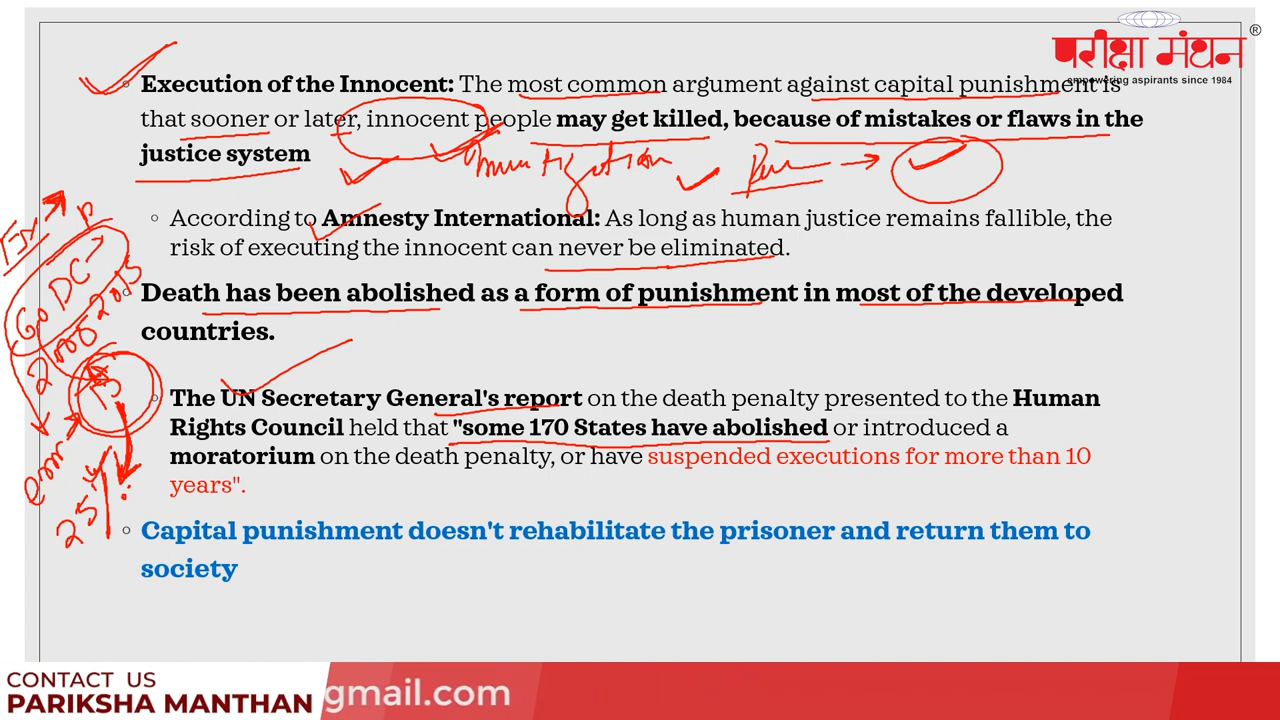 परीक्षा मंथन ®
empowering aspirants since 1984
Execution of the Innocent: The most common argument against capital punishment is
that sooner or later, innocent people may get killed, because of mistakes or flaws in the
justice system
According to Amnesty International: As long as human justice remains fallible, the
risk of executing the innocent can never be eliminated.
60 DC
2015
Death has been abolished as a form of punishment in most of the developed
countries.
The UN Secretary General's report on the death penalty presented to the Human
Rights Council held that "some 170 States have abolished or introduced a
moratorium on the death penalty, or have suspended executions for more than 10
years".
error
25%
Capital punishment doesn't rehabilitate the prisoner and return them to
society
CONTACT US
PARIKSHA MANTHAN
gmail.com